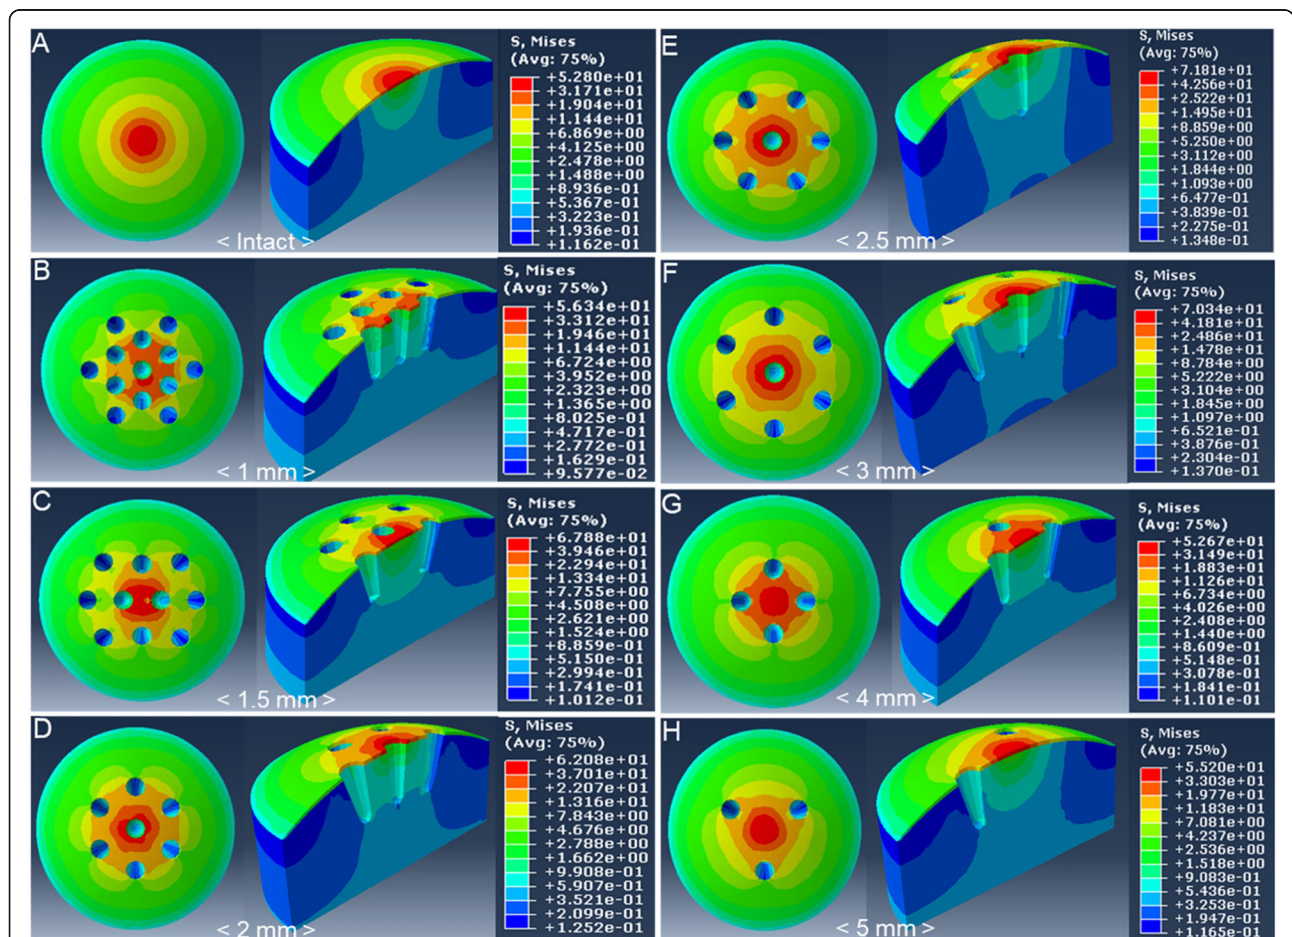 A
S, Mises
(Avg: 75%)
+5.280e+01
+3.171e+01
+1.904e+01
+1.144e+01
+6.869e+00
+4.125e+00
+2.478e+00
+1.488e+00
+8.936e-01
+5.367e-01
+3.223e-01
+1.936e-01
+1.162e-01
< Intact >
B
S, Mises
(Avg: 75%)
+5.634e+01
+3.312e+01
+1.946e+01
+1.144e+01
+6.724e+00
+3.952e+00
+2.323e+00
+1.365e+00
+8.025e-01
+4.717e-01
+2.772e-01
+1.629e-01
+9.577e-02
< 1 mm >
C
S, Mises
(Avg: 75%)
+6.788e+01
+3.946e+01
+2.294e+01
+1.334e+01
+7.755e+00
+4.508e+00
+2.621e+00
+1.524e+00
+8.859e-01
+5.150e-01
+2.994e-01
+1.741e-01
+1.012e-01
< 1.5 mm >
D
S, Mises
(Avg: 75%)
+6.208e+01
+3.701e+01
+2.207e+01
+1.316e+01
+7.843e+00
+4.676e+00
+2.788e+00
+1.662e+00
+9.908e-01
+5.907e-01
+3.521e-01
+2.099e-01
+1.252e-01
< 2 mm >
E
S, Mises
(Avg: 75%)
+7.181e+01
+4.256e+01
+2.522e+01
+1.495e+01
+8.859e+00
+5.250e+00
+3.112e+00
+1.844e+00
+1.093e+00
+6.477e-01
+3.839e-01
+2.275e-01
+1.348e-01
< 2.5 mm >
F
S, Mises
(Avg: 75%)
+7.034e+01
+4.181e+01
+2.486e+01
+1.478e+01
+8.784e+00
+5.222e+00
+3.104e+00
+1.845e+00
+1.097e+00
+6.521e-01
+3.876e-01
+2.304e-01
+1.370e-01
< 3 mm >
G
S, Mises
(Avg: 75%)
+5.267e+01
+3.149e+01
+1.883e+01
+1.126e+01
+6.734e+00
+4.026e+00
+2.408e+00
+1.440e+00
+8.609e-01
+5.148e-01
+3.078e-01
+1.841e-01
+1.101e-01
< 4 mm >
H
S, Mises
(Avg: 75%)
+5.520e+01
+3.303e+01
+1.977e+01
+1.183e+01
+7.081e+00
+4.237e+00
+2.536e+00
+1.518e+00
+9.083e-01
+5.436e-01
+3.253e-01
+1.947e-01
+1.165e-01
< 5 mm >